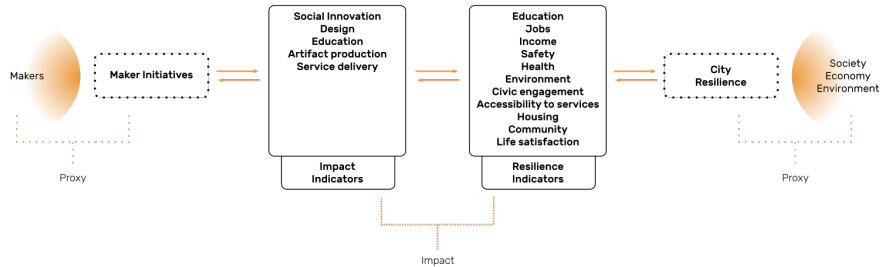 Makers
Maker Initiatives
Social Innovation
Design
Education
Artifact production
Service delivery
Impact
Indicators
Education
Jobs
Income
Safety
Health
Environment
Civic engagement
Accessibility to services
Housing
Community
Life satisfaction
Resilience
Indicators
City
Resilience
Society
Economy
Environment
Proxy
Proxy
Impact